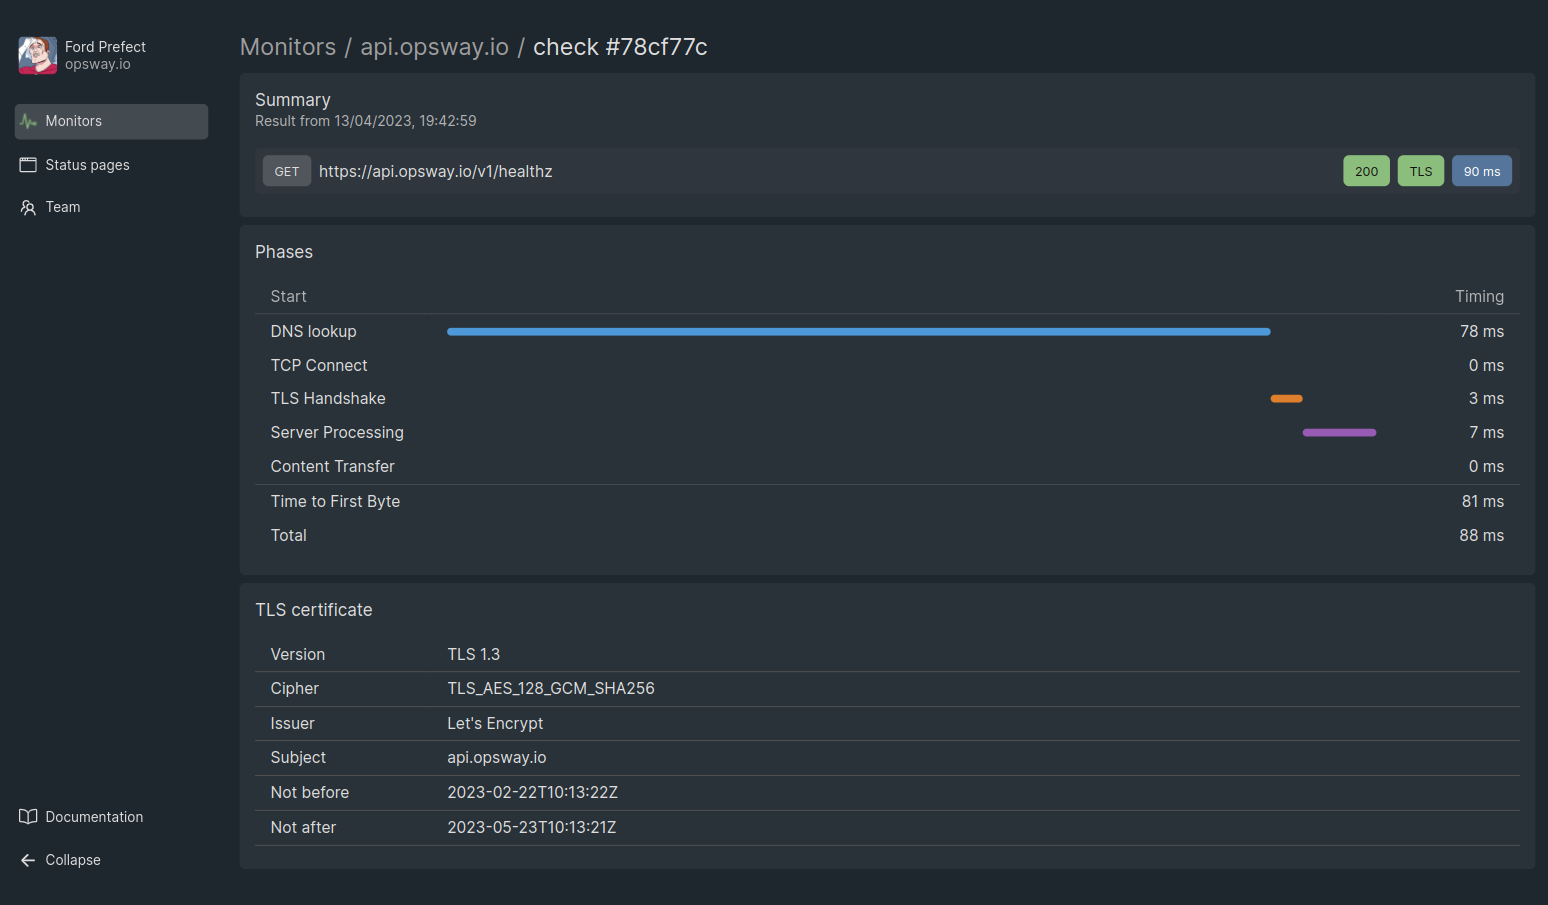 Ford Prefect
opsway.io
Monitors
Status pages
Team
Documentation
Collapse
Monitors / api.opsway.io / check #78cf77c
Summary
Result from 13/04/2023, 19:42:59
GET https://api.opsway.io/v1/healthz 200 TLS 90 ms
Phases
Start Timing
DNS lookup 78 ms
TCP Connect 0 ms
TLS Handshake 3 ms
Server Processing 7 ms
Content Transfer 0 ms
Time to First Byte 81 ms
Total 88 ms
TLS certificate
Version TLS 1.3
Cipher TLS_AES_128_GCM_SHA256
Issuer Let's Encrypt
Subject api.opsway.io
Not before 2023-02-22T10:13:22Z
Not after 2023-05-23T10:13:21Z